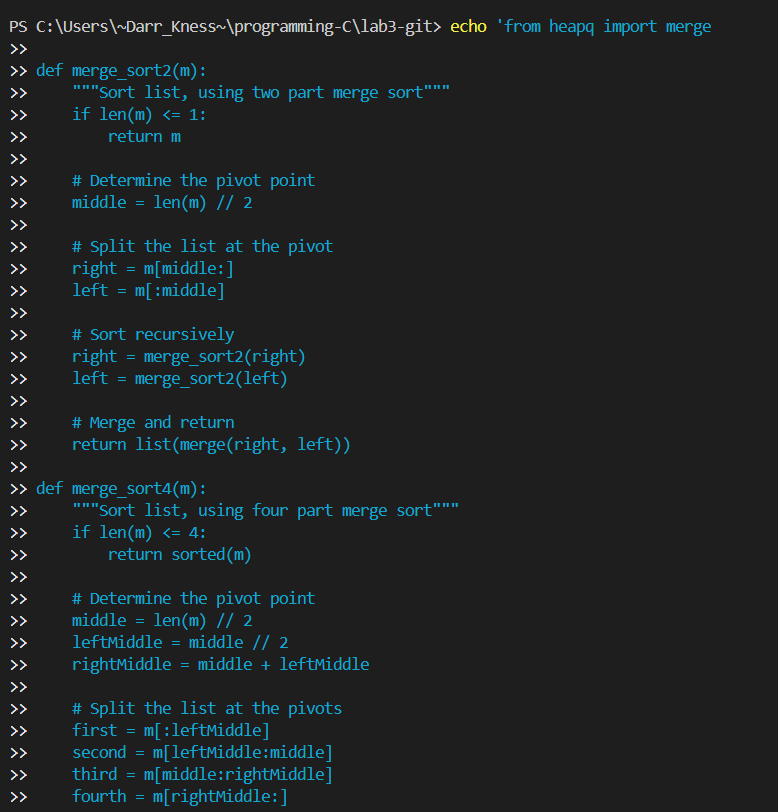 PS C:\Users\~Darr_Kness~\programming-C\lab3-git> echo 'from heapq import merge
>>
>> def merge_sort2(m):
>>     """Sort list, using two part merge sort"""
>>     if len(m) <= 1:
>>         return m
>>
>>     # Determine the pivot point
>>     middle = len(m) // 2
>>
>>     # Split the list at the pivot
>>     right = m[middle:]
>>     left = m[:middle]
>>
>>     # Sort recursively
>>     right = merge_sort2(right)
>>     left = merge_sort2(left)
>>
>>     # Merge and return
>>     return list(merge(right, left))
>>
>> def merge_sort4(m):
>>     """Sort list, using four part merge sort"""
>>     if len(m) <= 4:
>>         return sorted(m)
>>
>>     # Determine the pivot point
>>     middle = len(m) // 2
>>     leftMiddle = middle // 2
>>     rightMiddle = middle + leftMiddle
>>
>>     # Split the list at the pivots
>>     first = m[:leftMiddle]
>>     second = m[leftMiddle:middle]
>>     third = m[middle:rightMiddle]
>>     fourth = m[rightMiddle:]